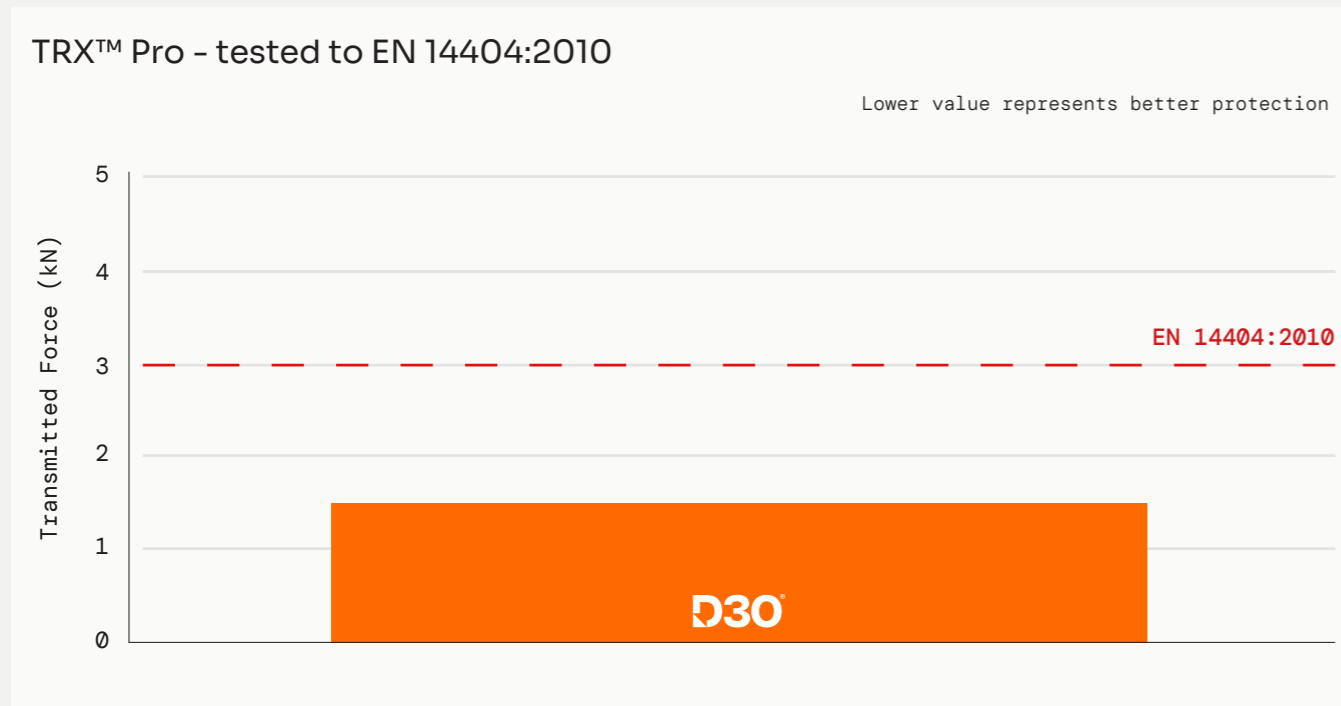 TRX™ Pro - tested to EN 14404:2010
Lower value represents better protection
5
4
EN 14404:2010
3
2
1
0
Transmitted Force (kN)
D3O®